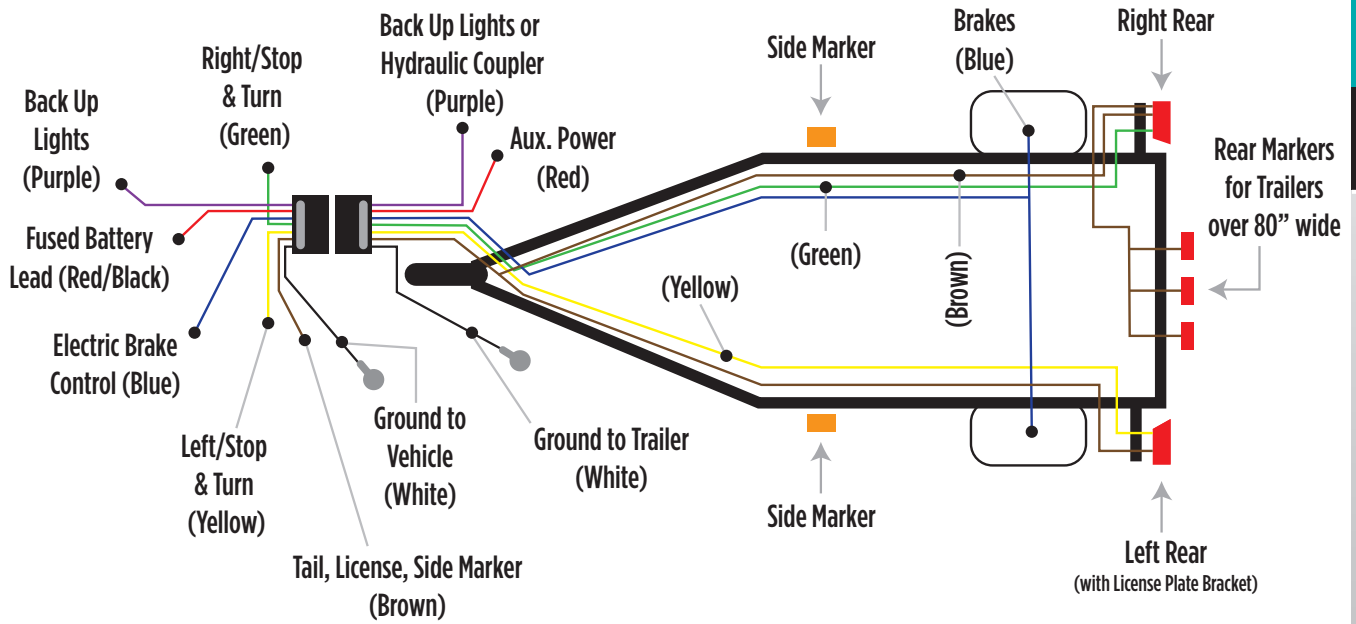 Back Up
Lights
(Purple)
Right/Stop
& Turn
(Green)
Back Up Lights or
Hydraulic Coupler
(Purple)
Aux. Power
(Red)
Side Marker
Brakes
(Blue)
Right Rear
Rear Markers
for Trailers
over 80” wide
Fused Battery
Lead (Red/Black)
(Green)
(Brown)
(Yellow)
Electric Brake
Control (Blue)
Left/Stop
& Turn
(Yellow)
Ground to
Vehicle
(White)
Ground to Trailer
(White)
Side Marker
Tail, License, Side Marker
(Brown)
Left Rear
(with License Plate Bracket)